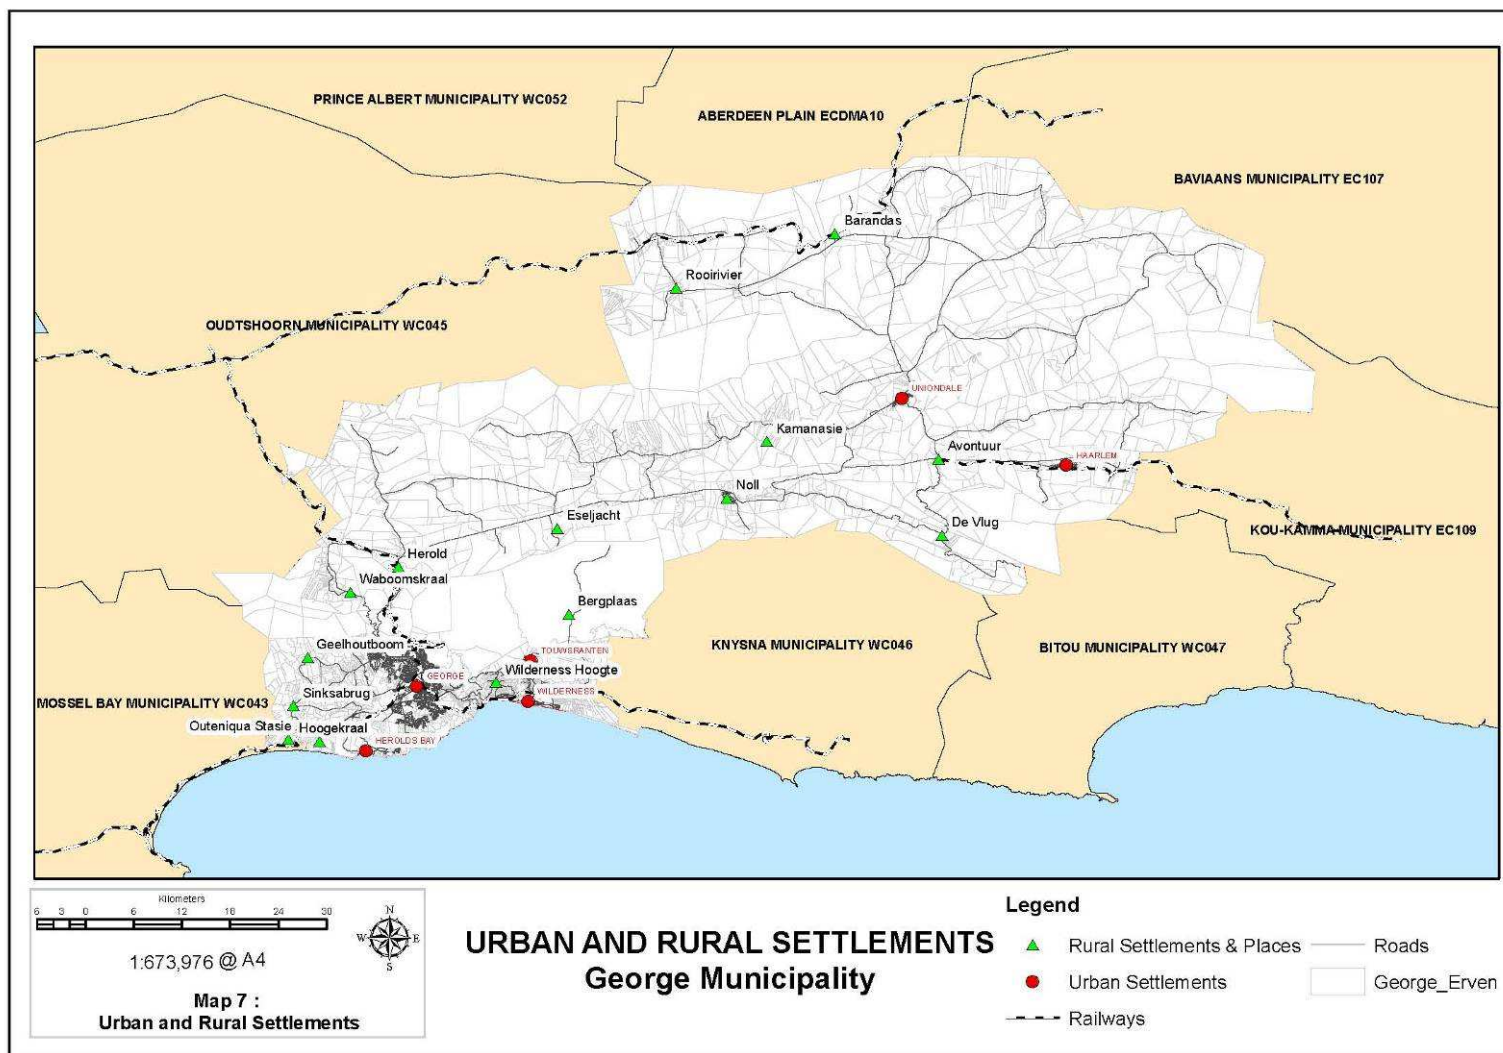 PRINCE ALBERT MUNICIPALITY WC052
ABERDEEN PLAIN ECDMA10
BAVIAANS MUNICIPALITY EC107
Barandas
Rooirivier
OUDTSHOORN MUNICIPALITY WC045
UNIONDALE
Kamanasie
Avontuur
HAARLEM
Noll
Eseljacht
De Vlug
KOU-KAMMA MUNICIPALITY EC109
Herold
Waboomskraal
Bergplaas
Geelhoutboom
TOUWSRANTEN
KNYSNA MUNICIPALITY WC046
BITOU MUNICIPALITY WC047
Wilderness Hoogte
GEORGE
Sinksabrug
WILDERNESS
MOSSEL BAY MUNICIPALITY WC043
Outeniqua Stasie
Hoogekraal
HEROLDS BAY
Kilometers
6 3 0 6 12 18 24 30
1:673,976 @ A4
N
W E
S
Map 7 :
Urban and Rural Settlements
URBAN AND RURAL SETTLEMENTS
George Municipality
Legend
Rural Settlements & Places
Roads
Urban Settlements
George_Erven
Railways